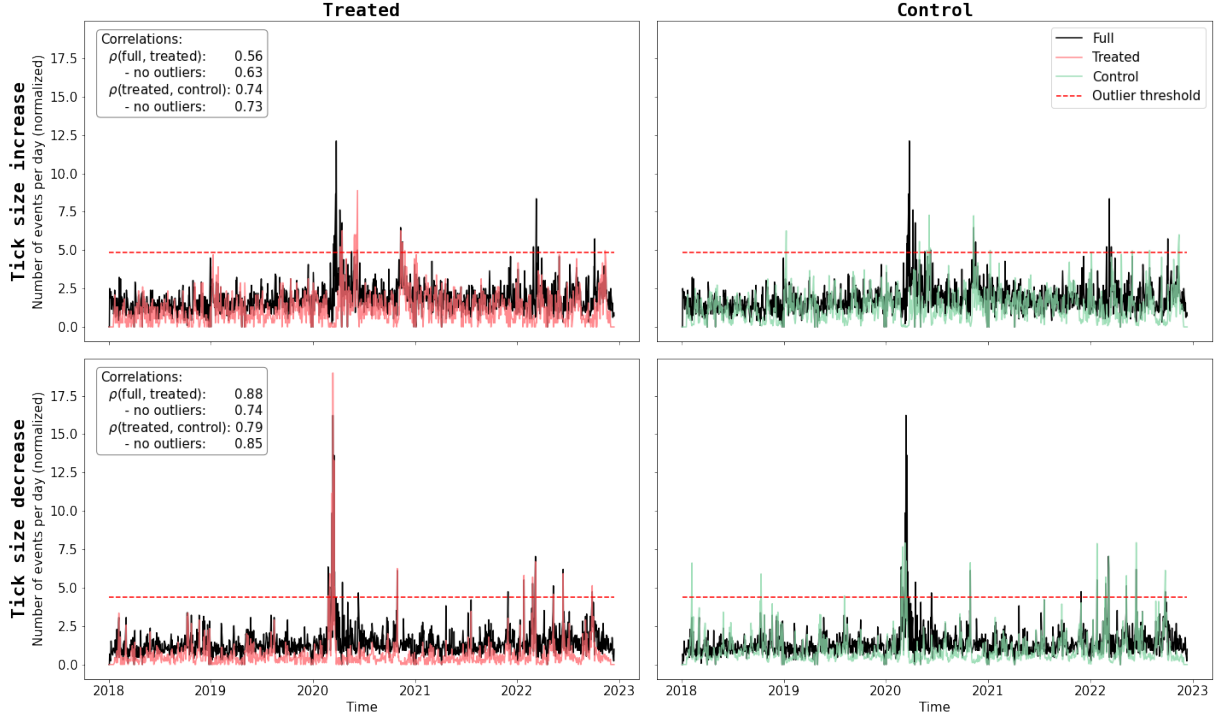 Treated
Control
Tick size increase
Number of events per day (normalized)
17.5
15.0
12.5
10.0
7.5
5.0
2.5
0.0
Correlations:
ρ(full, treated): 0.56
- no outliers: 0.63
ρ(treated, control): 0.74
- no outliers: 0.73
Full
Treated
Control
Outlier threshold
Tick size decrease
Number of events per day (normalized)
17.5
15.0
12.5
10.0
7.5
5.0
2.5
0.0
Correlations:
ρ(full, treated): 0.88
- no outliers: 0.74
ρ(treated, control): 0.79
- no outliers: 0.85
2018 2019 2020 2021 2022 2023
Time
2018 2019 2020 2021 2022 2023
Time